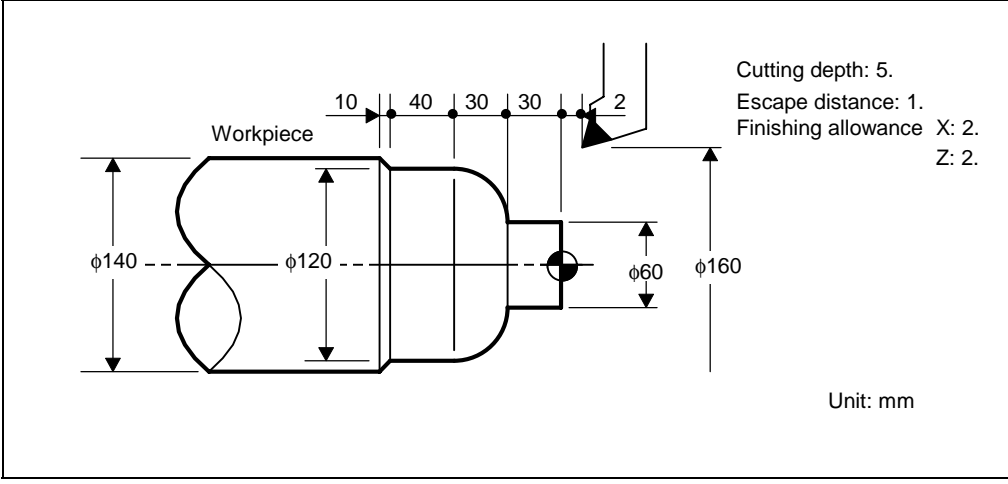 Cutting depth: 5.
10 40 30 30 2
Escape distance: 1.
Workpiece
Finishing allowance X: 2.
Z: 2.
ϕ140 ϕ120 ϕ60 ϕ160
Unit: mm